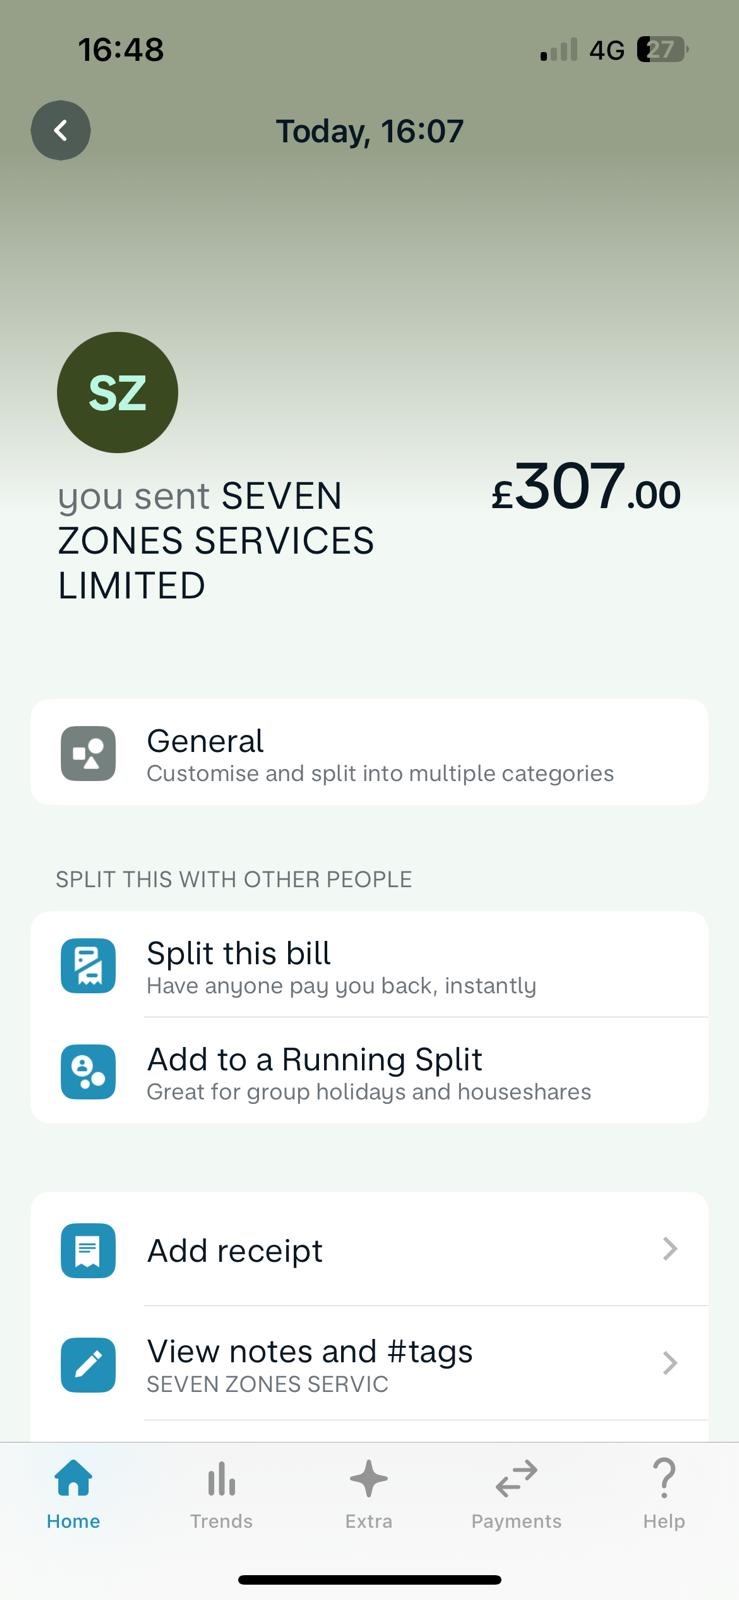 16:48
4G
27
Today, 16:07
SZ
you sent SEVEN
ZONES SERVICES
LIMITED
£307.00
General
Customise and split into multiple categories
SPLIT THIS WITH OTHER PEOPLE
Split this bill
Have anyone pay you back, instantly
Add to a Running Split
Great for group holidays and houseshares
Add receipt
View notes and #tags
SEVEN ZONES SERVIC
Home
Trends
Extra
Payments
Help